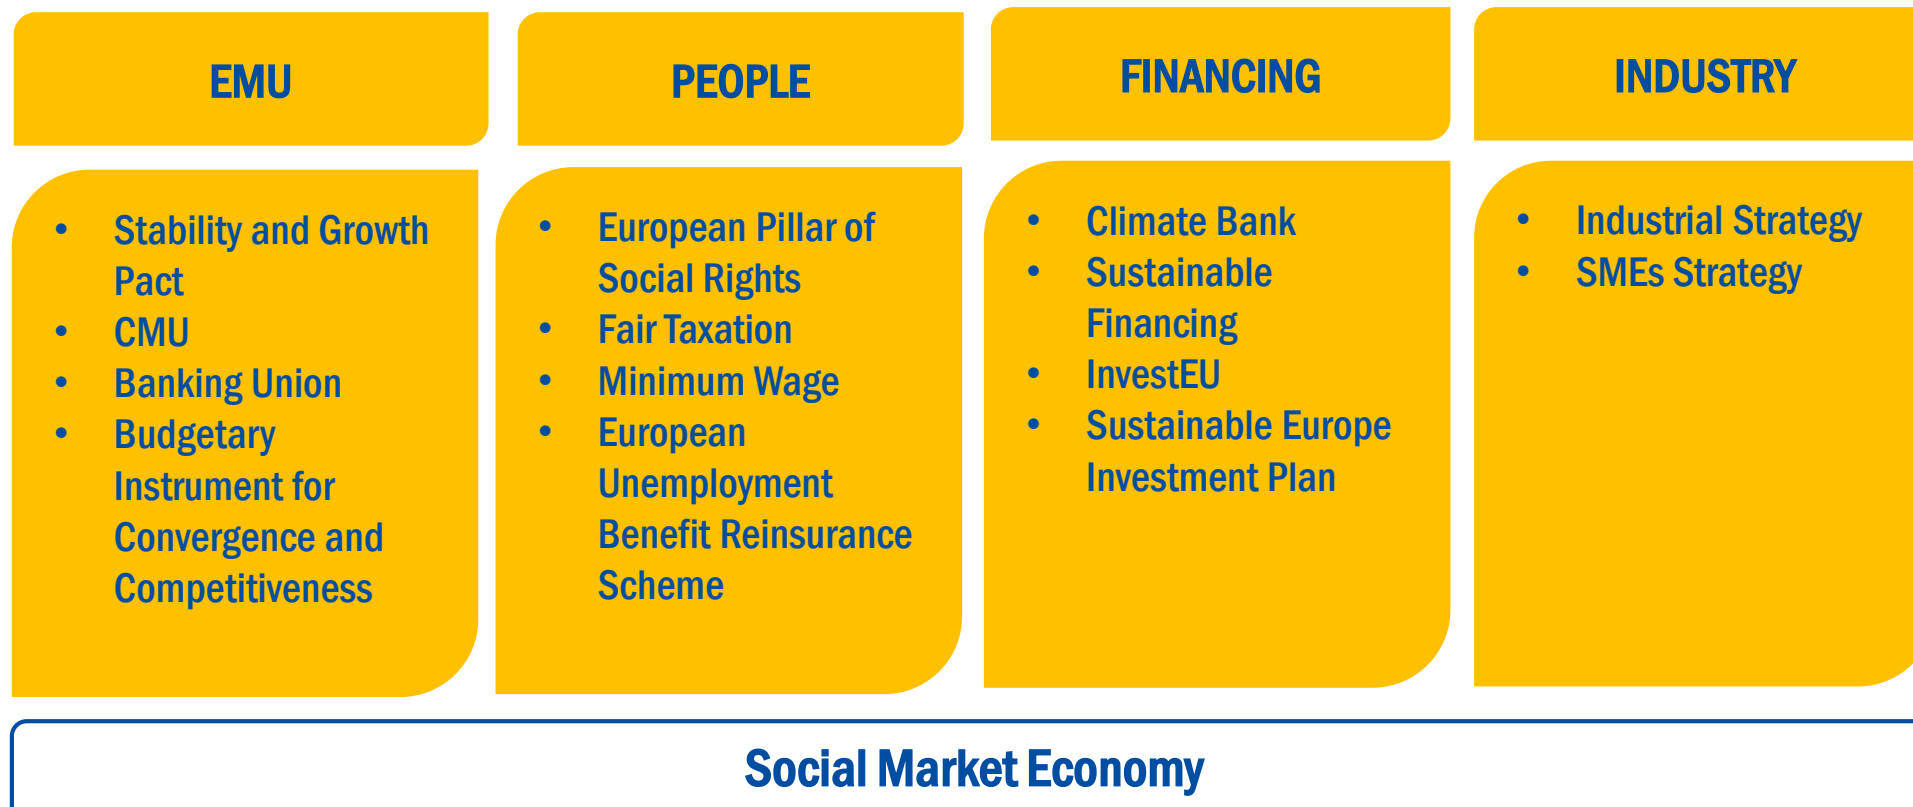 EMU
• Stability and Growth
Pact
• CMU
• Banking Union
• Budgetary
Instrument for
Convergence and
Competitiveness
PEOPLE
• European Pillar of
Social Rights
• Fair Taxation
• Minimum Wage
• European
Unemployment
Benefit Reinsurance
Scheme
FINANCING
• Climate Bank
• Sustainable
Financing
• InvestEU
• Sustainable Europe
Investment Plan
INDUSTRY
• Industrial Strategy
• SMEs Strategy
Social Market Economy